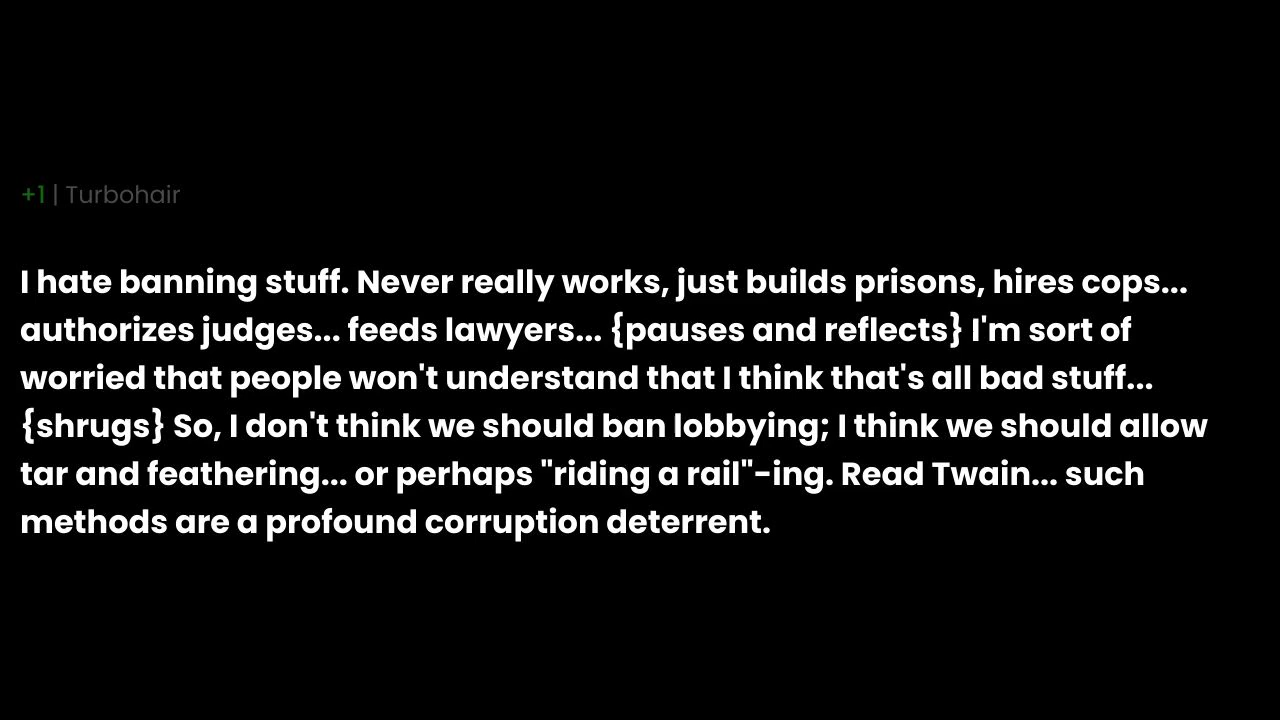 +1 | Turbohair
I hate banning stuff. Never really works, just builds prisons, hires cops...
authorizes judges... feeds lawyers... {pauses and reflects} I'm sort of
worried that people won't understand that I think that's all bad stuff...
{shrugs} So, I don't think we should ban lobbying; I think we should allow
tar and feathering... or perhaps "riding a rail"-ing. Read Twain... such
methods are a profound corruption deterrent.